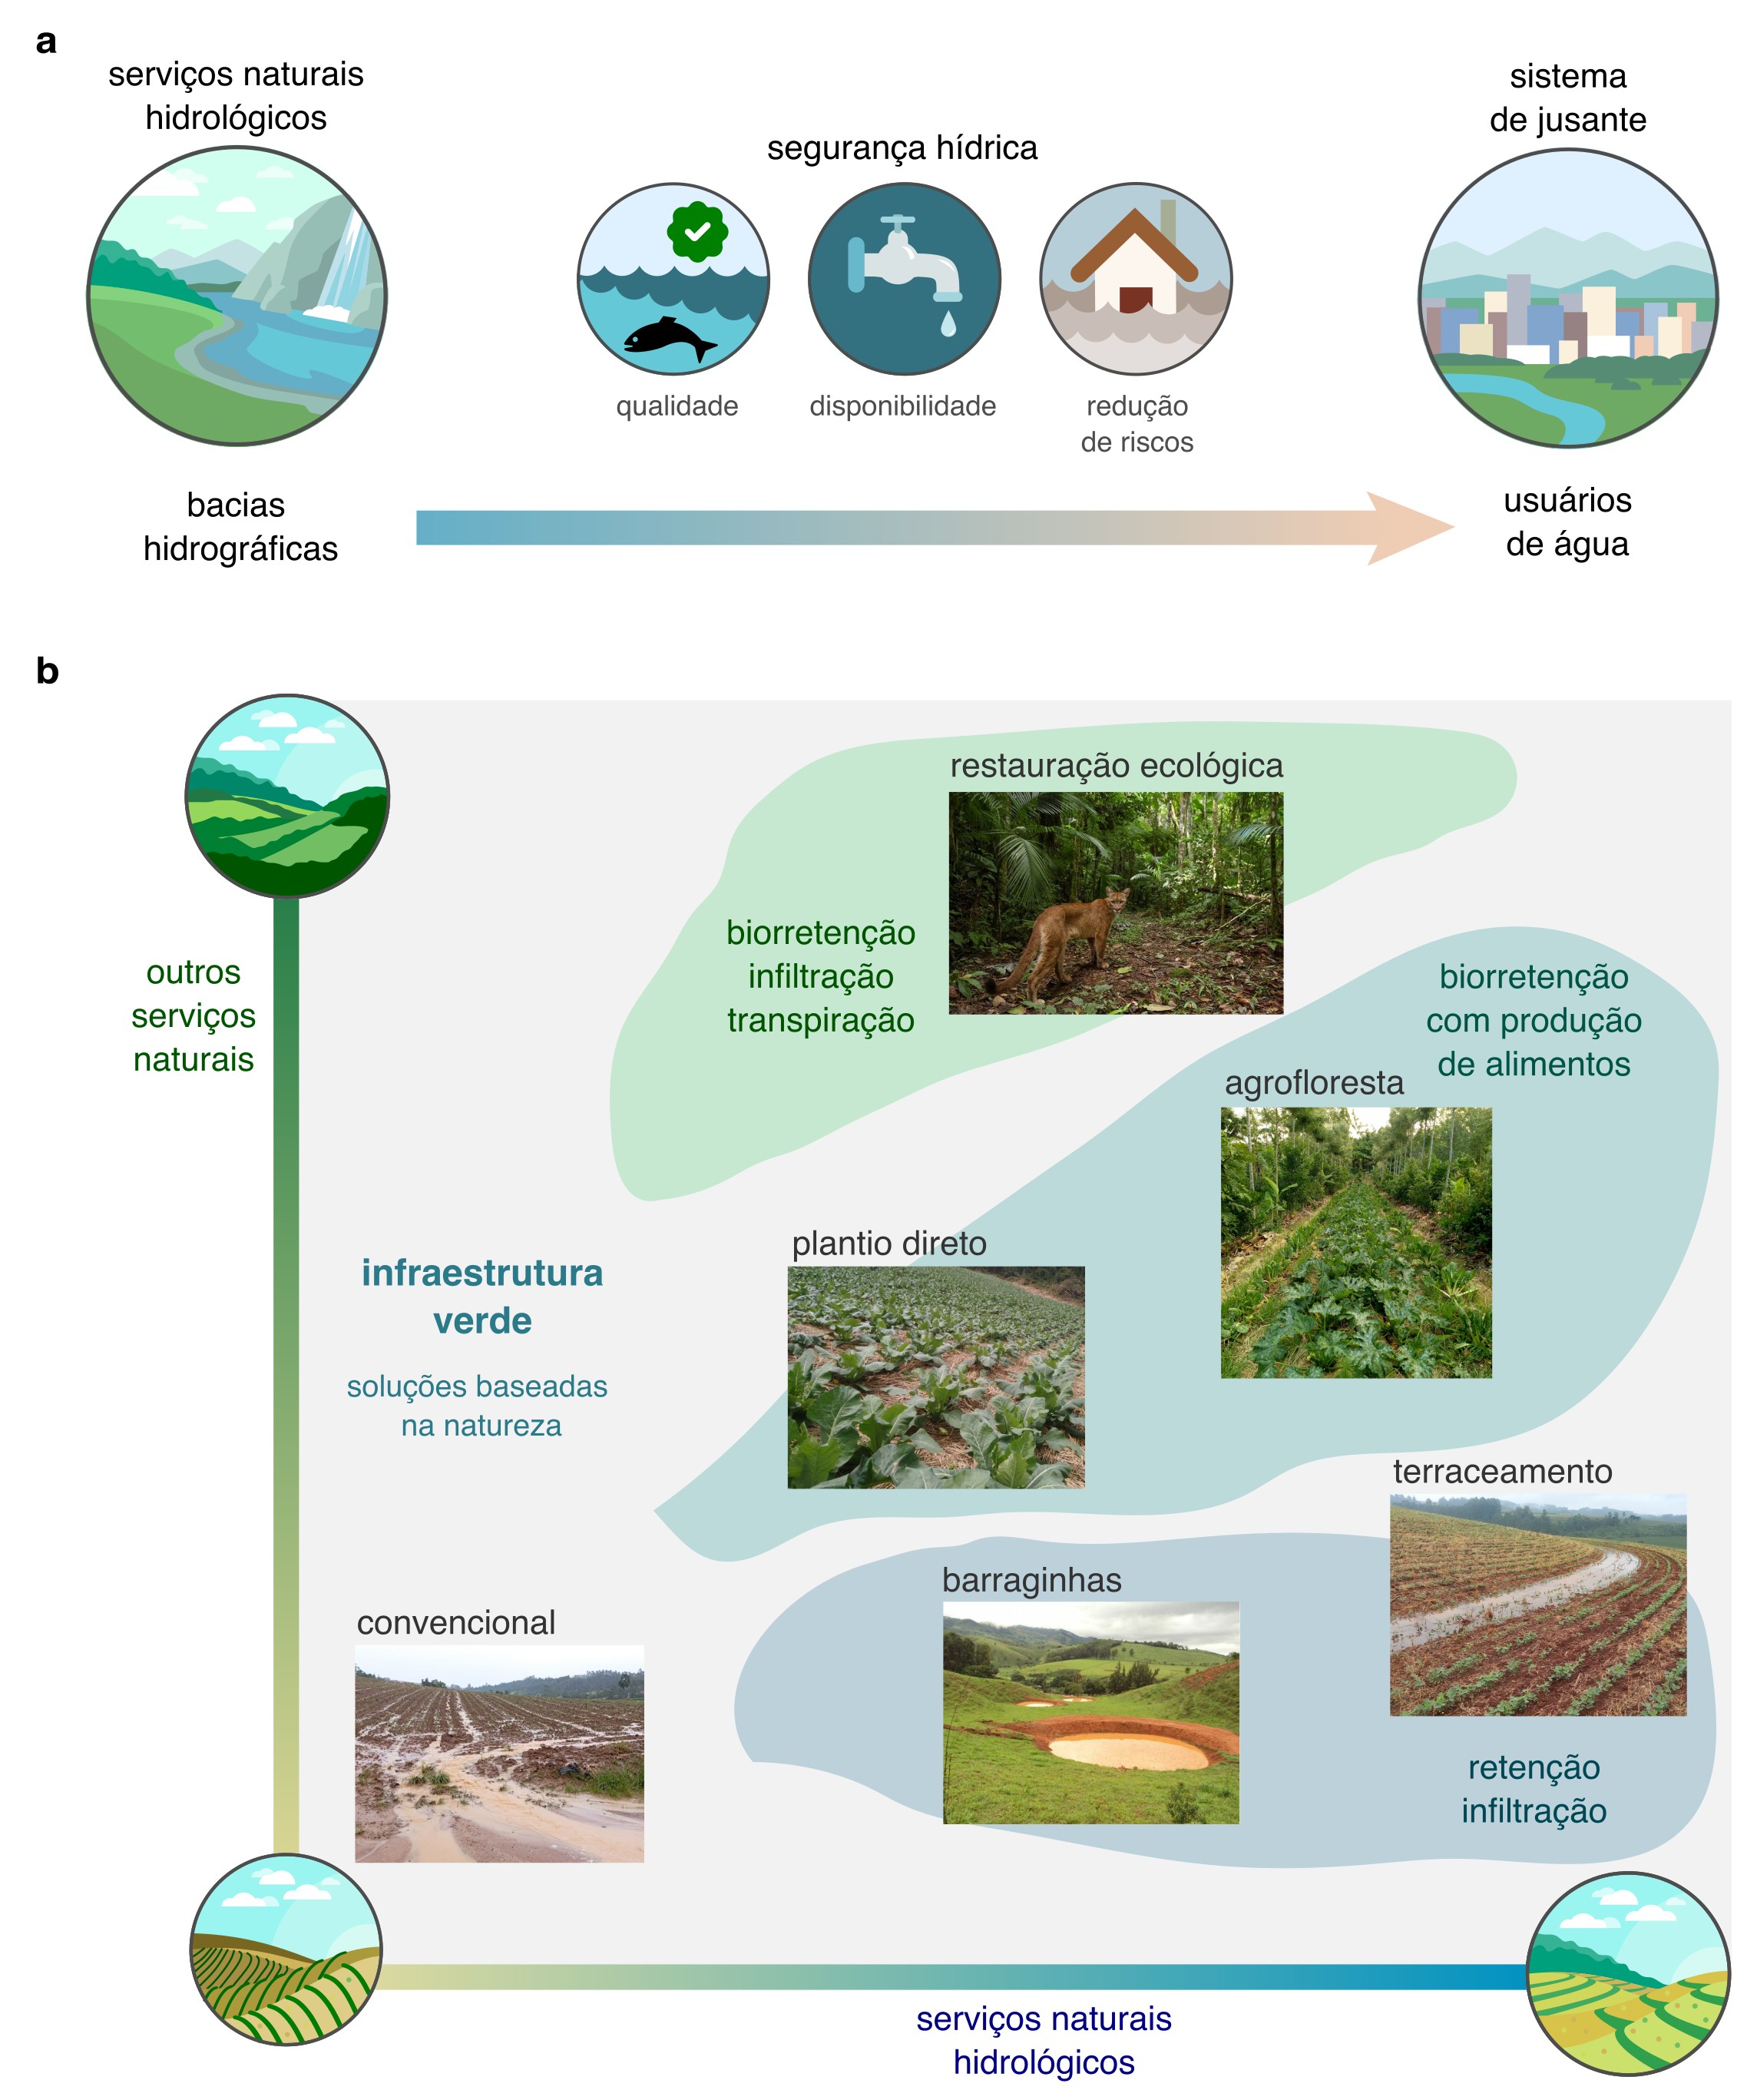 a
serviços naturais
hidrológicos
segurança hídrica
sistema
de jusante
qualidade
disponibilidade
redução
de riscos
bacias
hidrográficas
usuários
de água
b
restauração ecológica
biorretenção
infiltração
transpiração
outros
serviços
naturais
biorretenção
com produção
de alimentos
agrofloresta
plantio direto
infraestrutura
verde
soluções baseadas
na natureza
terraceamento
barraginhas
convencional
retenção
infiltração
serviços naturais
hidrológicos